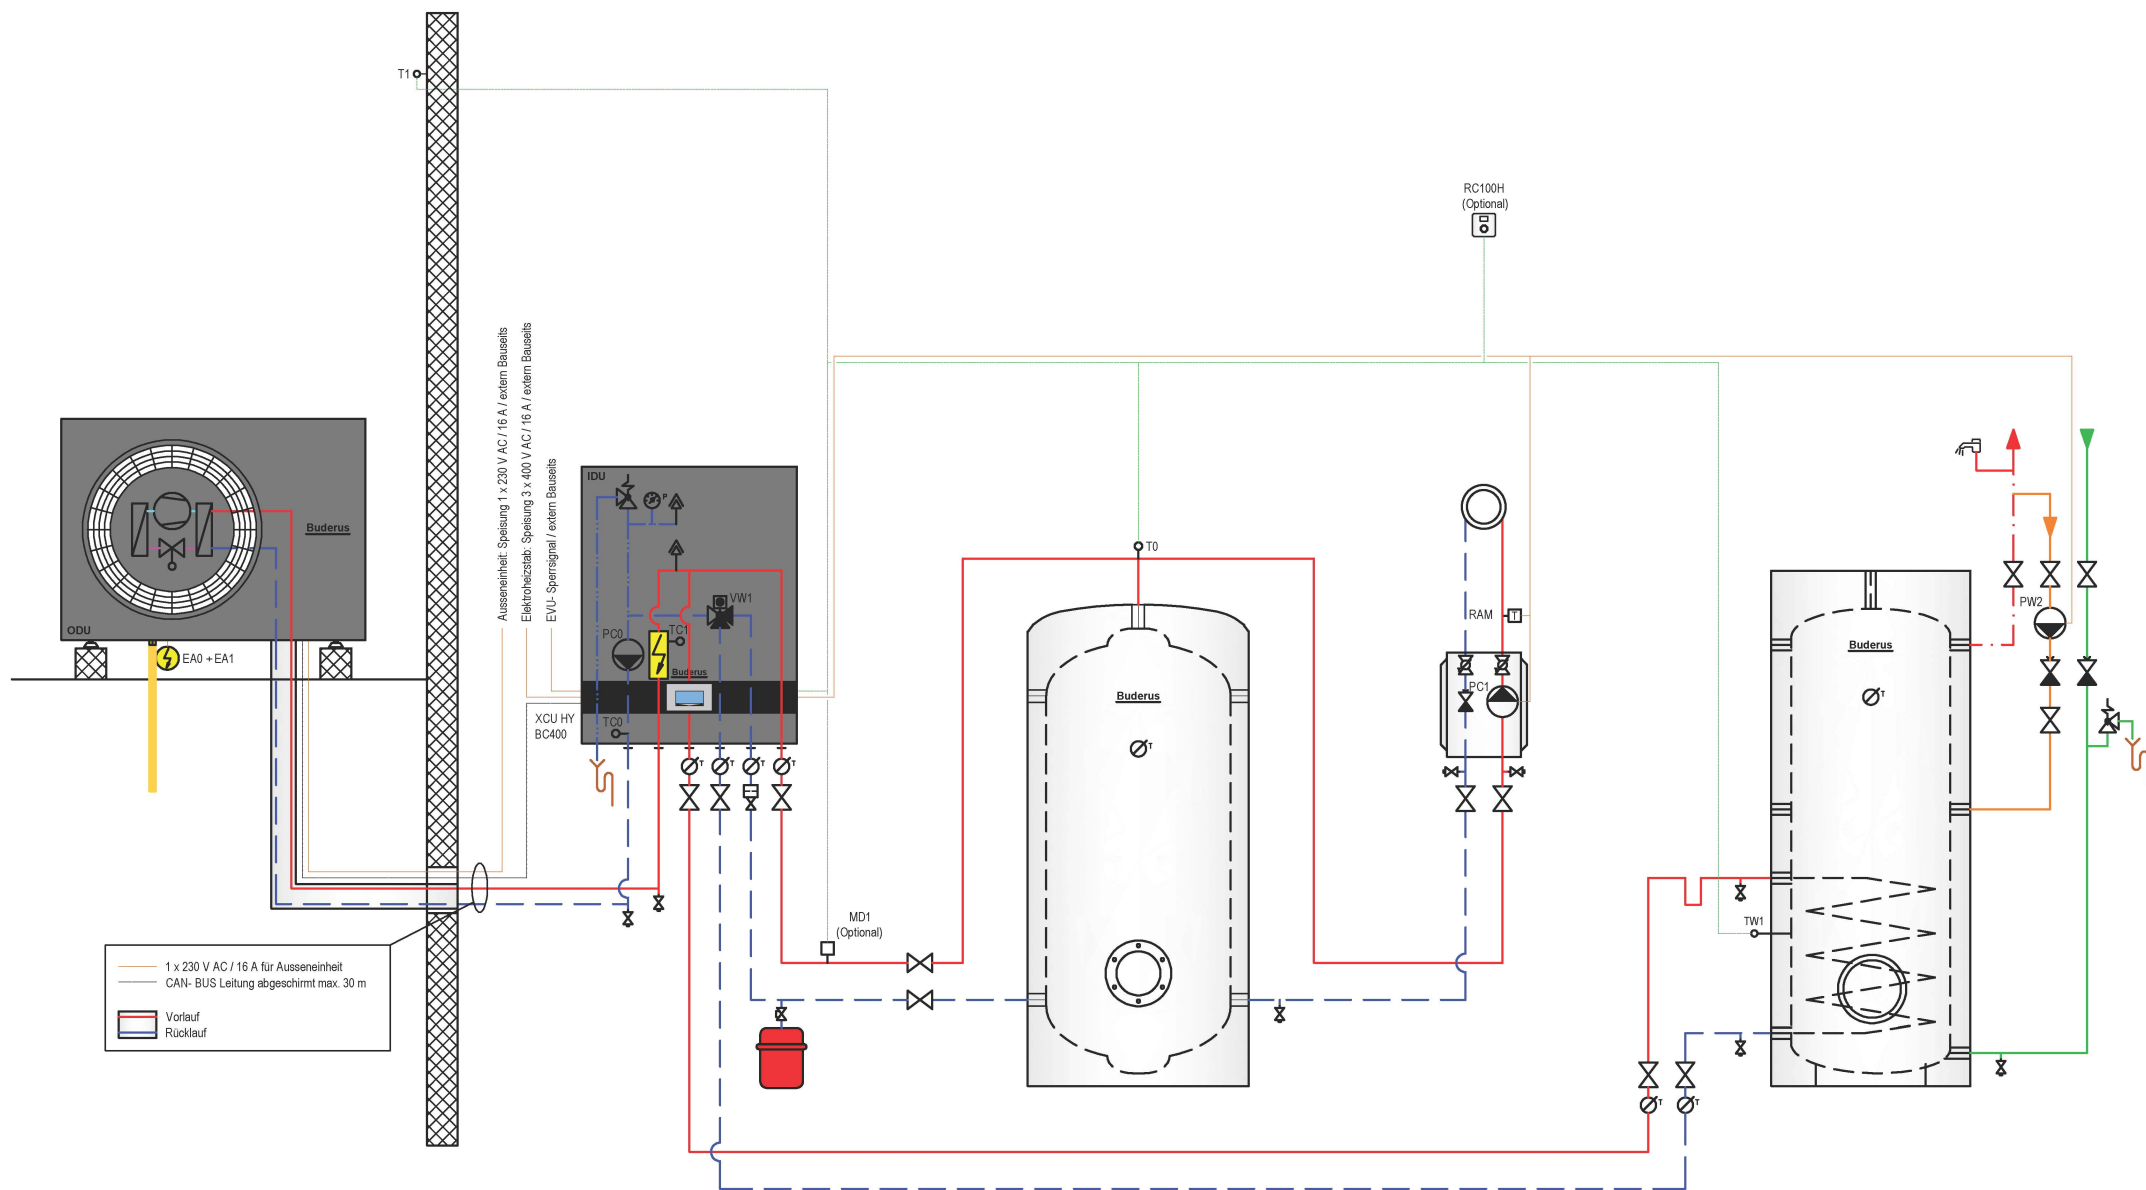 T1
RC100H
(Optional)
Ausseneinheit: Speisung 1 x 230 V AC / 16 A / extern Bauseits
Elektroheizstab: Speisung 3 x 400 V AC / 16 A / extern Bauseits
EVU- Sperrsignal / extern Bauseits
IDU
P
Buderus
ODU
EA0 + EA1
VW1
PC0
TC1
Buderus
TC0
XCU HY
BC400
T
T
T
T
T0
Buderus
T
RAM
T
PC1
PW2
Buderus
T
MD1
(Optional)
TW1
T
T
1 x 230 V AC / 16 A für Ausseneinheit
CAN- BUS Leitung abgeschirmt max. 30 m
Vorlauf
Rücklauf